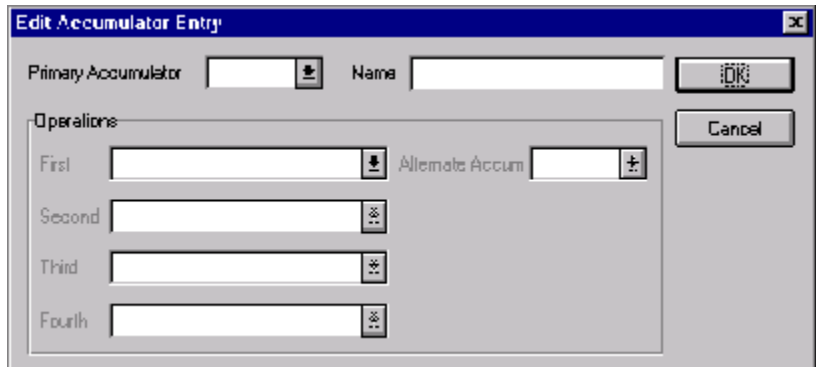 Edit Accumulator Entry
Primary Accumulator Name OK
Operations Cancel
First Alternate Accum
Second
Third
Fourth